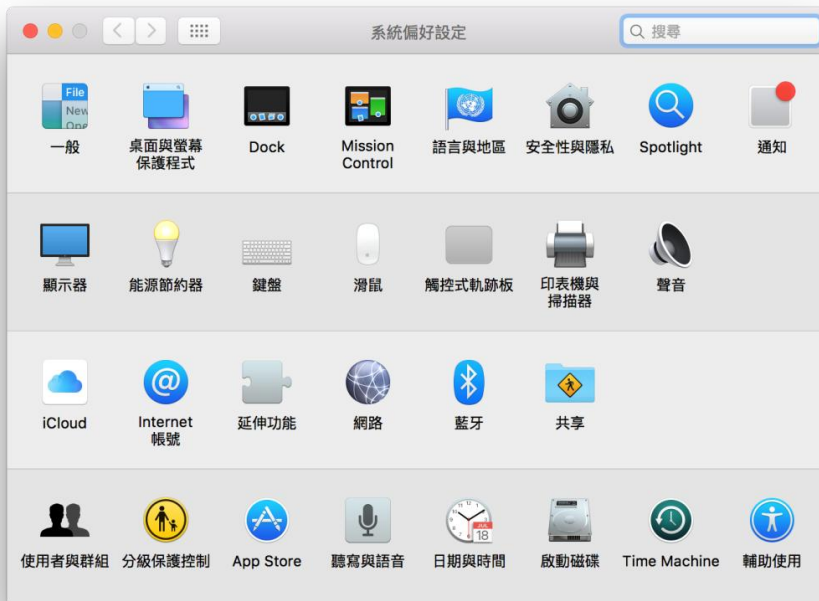 系統偏好設定
搜尋
File
New
一般
桌面與螢幕
保護程式
Dock
Mission
Control
語言與地區
安全性與隱私
Spotlight
通知
顯示器
能源節約器
鍵盤
滑鼠
觸控式軌跡板
印表機與
掃描器
聲音
iCloud
@
Internet
帳號
延伸功能
網路
藍牙
共享
使用者與群組
分級保護控制
App Store
聽寫與語音
JUL
18
日期與時間
啟動磁碟
Time Machine
輔助使用